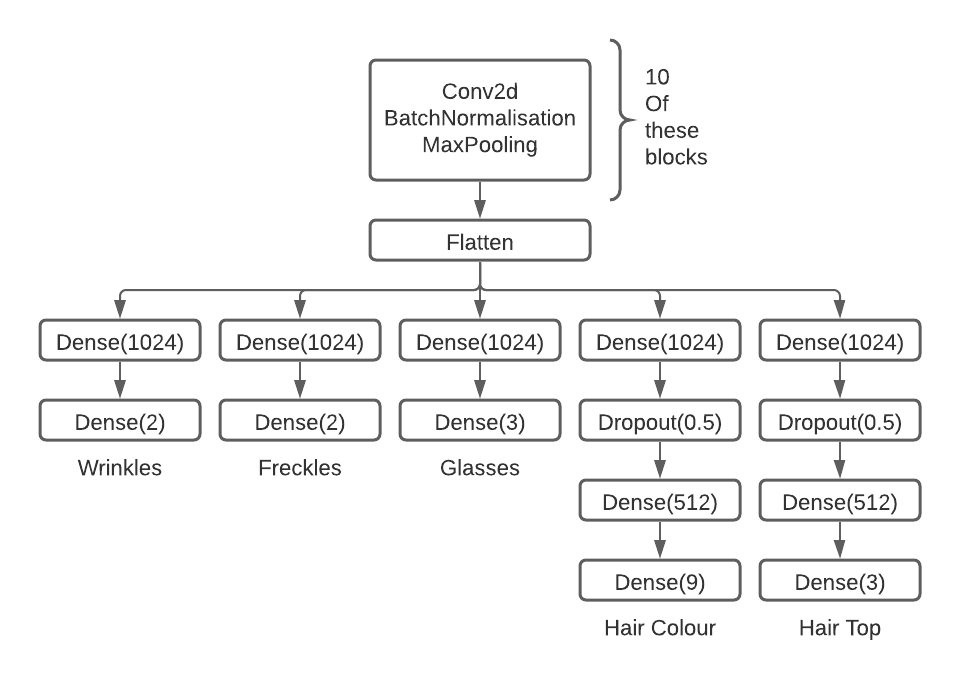 Conv2d
BatchNormalisation
MaxPooling
10
Of
these
blocks
Flatten
Dense(1024)
Dense(1024)
Dense(1024)
Dense(1024)
Dense(1024)
Dense(2)
Dense(2)
Dense(3)
Dropout(0.5)
Dropout(0.5)
Wrinkles
Freckles
Glasses
Dense(512)
Dense(512)
Dense(9)
Dense(3)
Hair Colour
Hair Top